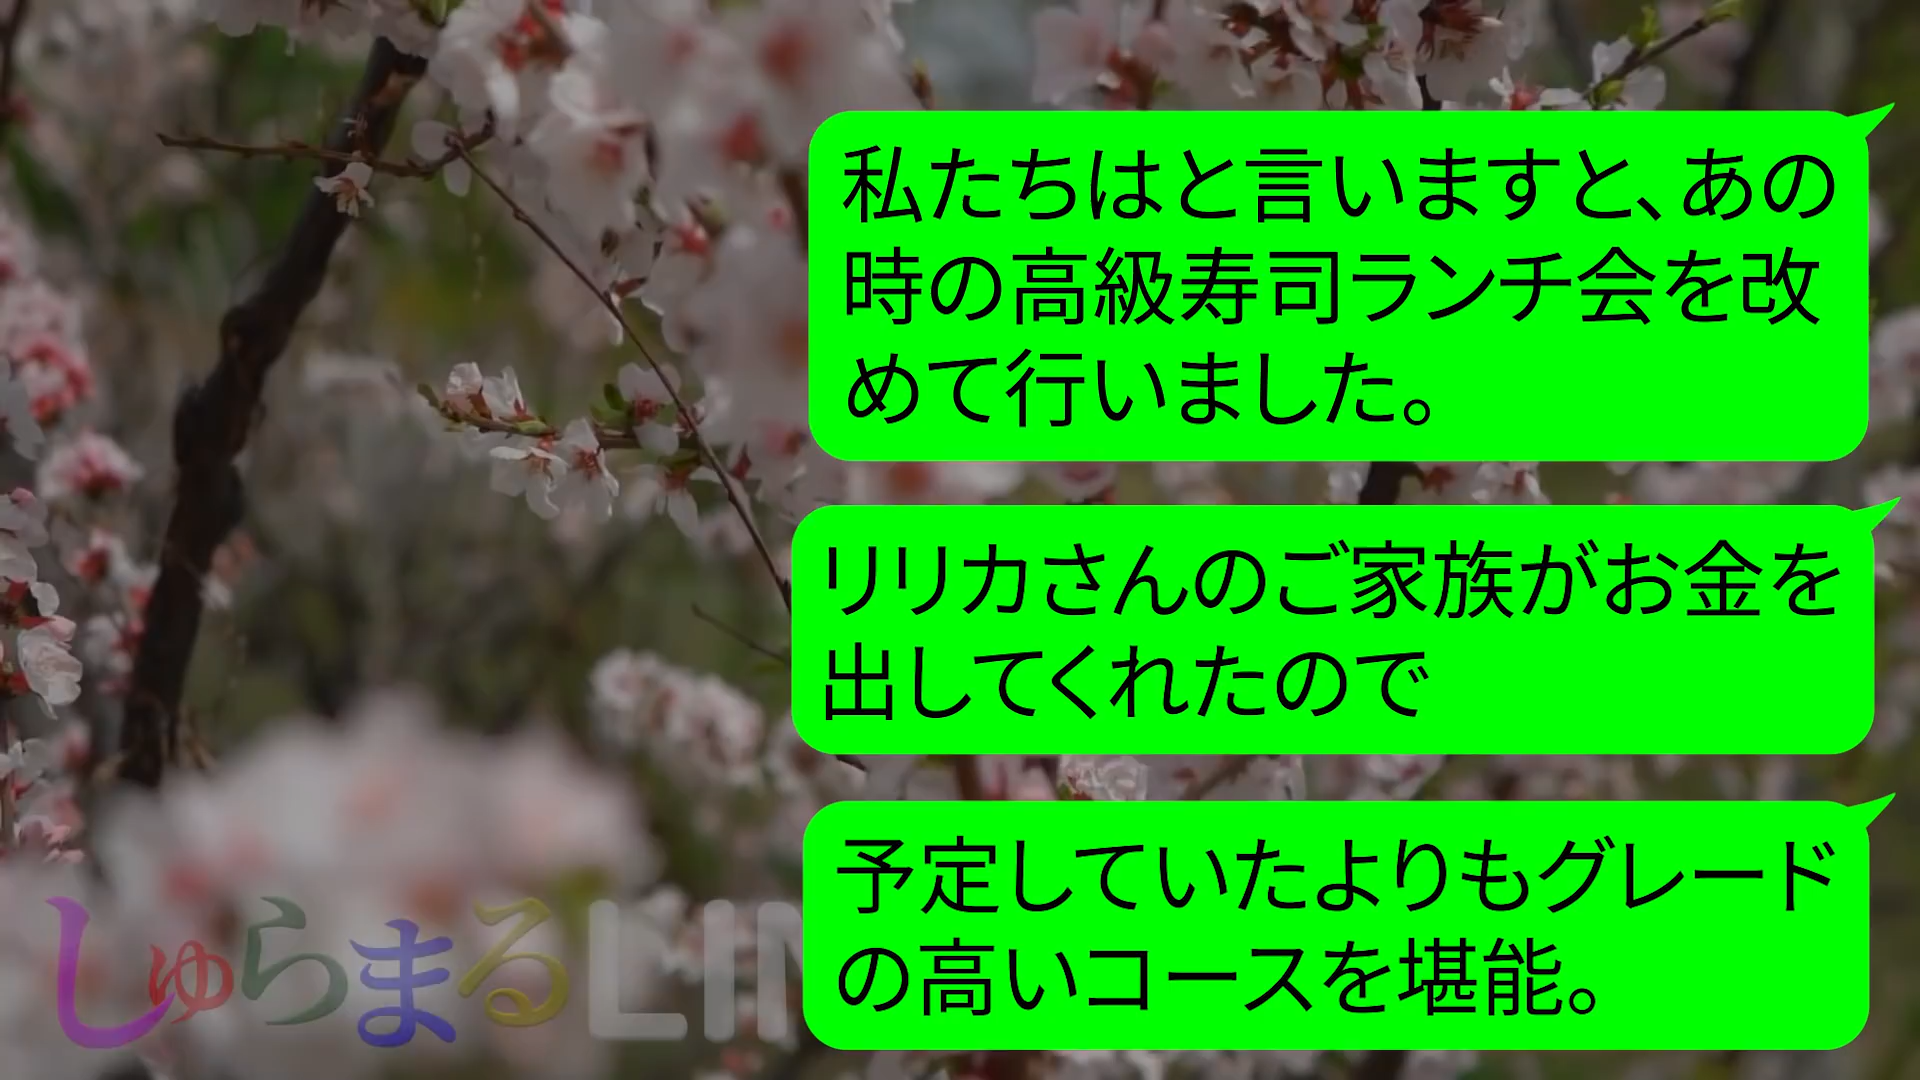 私たちはと言いますと、あの
時の高級寿司ランチ会を改
めて行いました。
リリカさんのご家族がお金を
出してくれたので
予定していたよりもグレード
の高いコースを堪能。
しゅらまるLIN